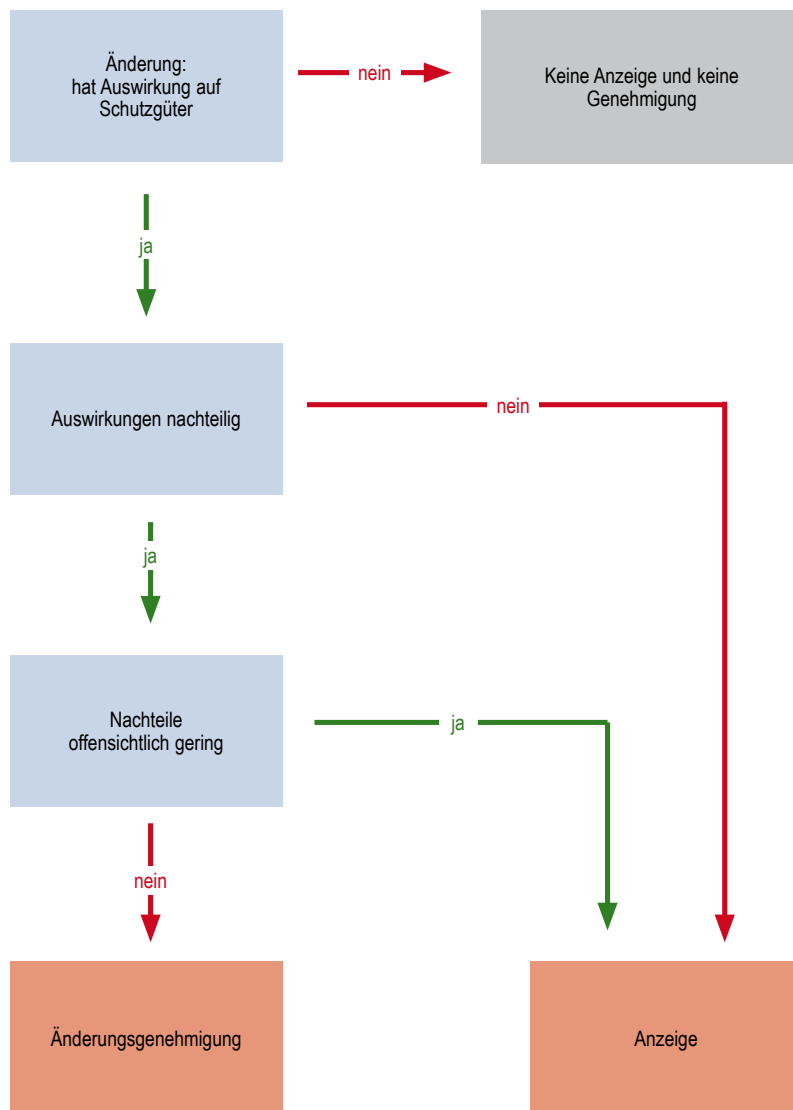 Änderung:
hat Auswirkung auf
Schutzgüter
nein
Keine Anzeige und keine
Genehmigung
ja
Auswirkungen nachteilig
nein
ja
Nachteile
offensichtlich gering
ja
nein
Änderungsgenehmigung
Anzeige